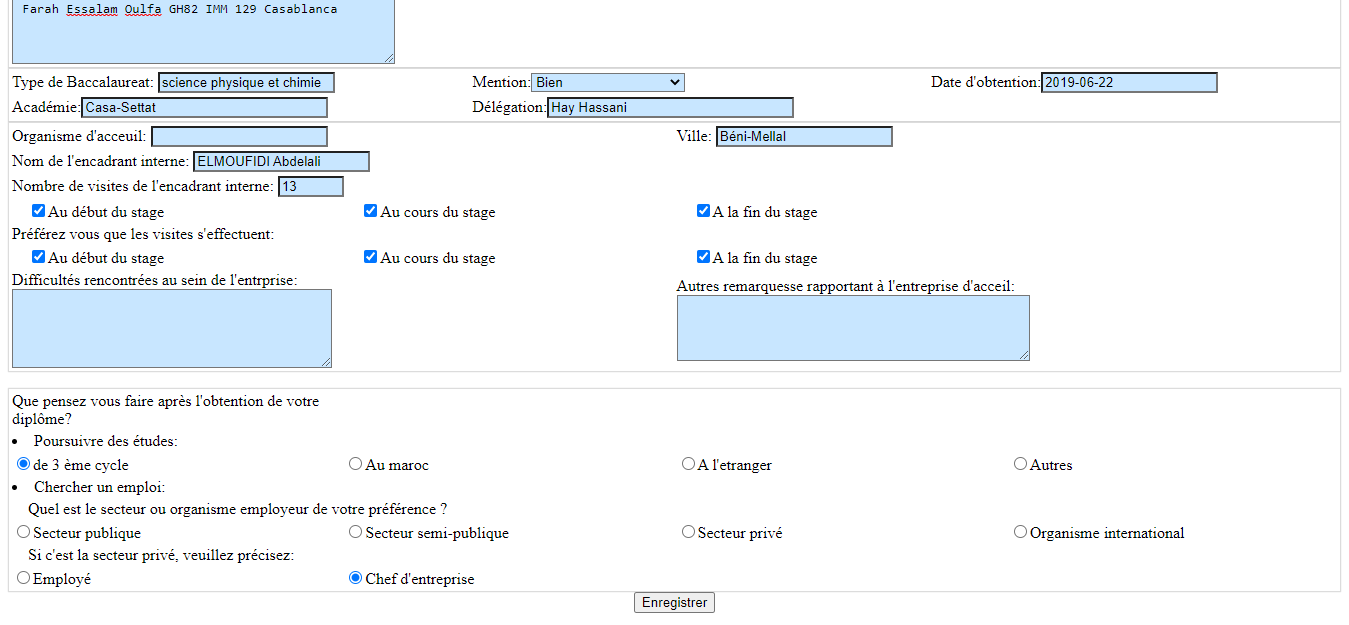 Farah Essalam Oulfa GH82 IMM 129 Casablanca
Type de Baccalaureat: science physique et chimie Mention: Bien Date d'obtention: 2019-06-22
Académie: Casa-Settat Délégation: Hay Hassani
Organisme d'acceuil: Ville: Béni-Mellal
Nom de l'encadrant interne: ELMOUFIDI Abdelali
Nombre de visites de l'encadrant interne: 13
Au début du stage Au cours du stage A la fin du stage
Préférez vous que les visites s'effectuent:
Au début du stage Au cours du stage A la fin du stage
Difficultés rencontrées au sein de l'entrprise:
Autres remarquesse rapportant à l'entreprise d'acceil:
Que pensez vous faire après l'obtention de votre
diplôme?
• Poursuivre des études:
de 3 ème cycle Au maroc A l'etranger Autres
• Chercher un emploi:
Quel est le secteur ou organisme employeur de votre préférence ?
Secteur publique Secteur semi-publique Secteur privé Organisme international
Si c'est la secteur privé, veuillez précisez:
Employé Chef d'entreprise
Enregistrer